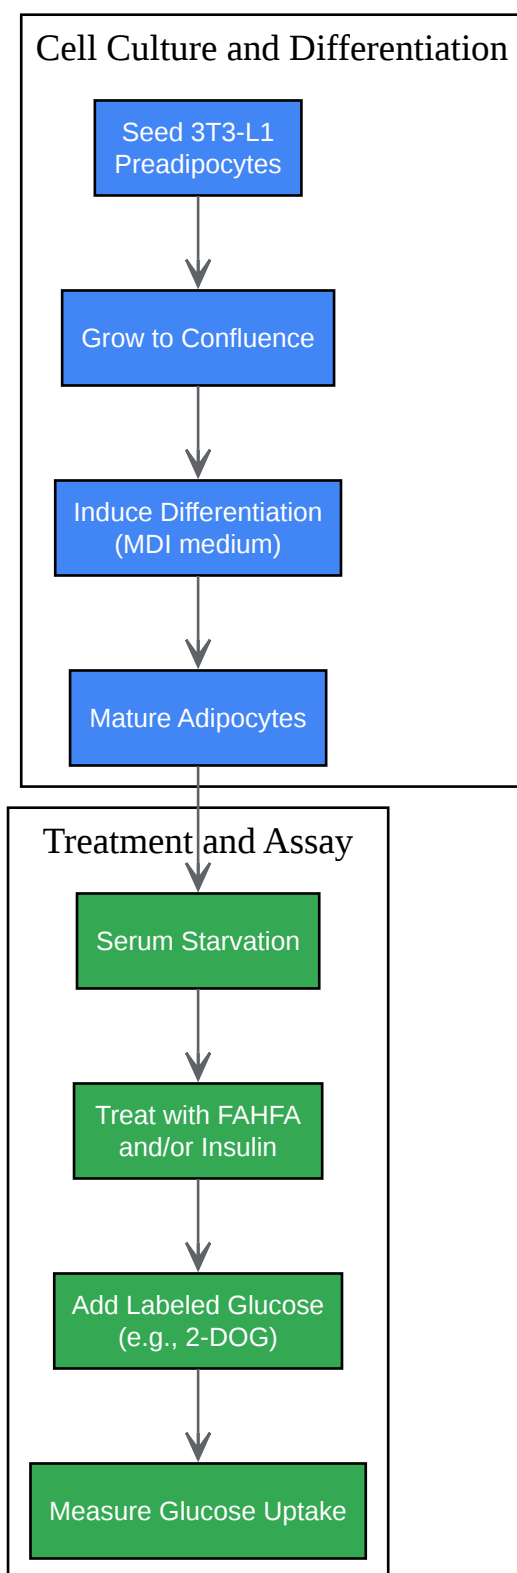 Cell Culture and Differentiation
Seed 3T3-L1
Preadipocytes
Grow to Confluence
Induce Differentiation
(MDI medium)
Mature Adipocytes
Treatment and Assay
Serum Starvation
Treat with FAHFA
and/or Insulin
Add Labeled Glucose
(e.g., 2-DOG)
Measure Glucose Uptake